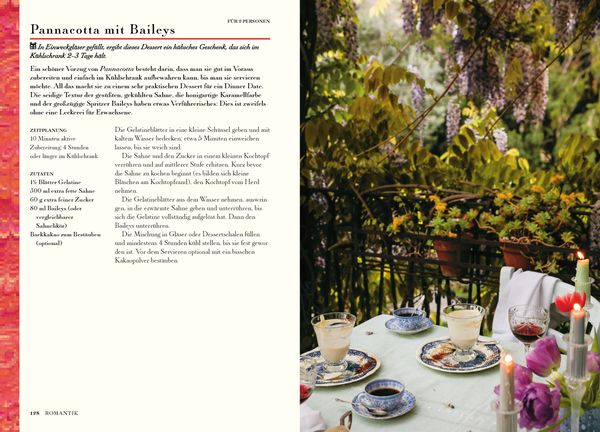 FÜR 2 PERSONEN
Pannacotta mit Baileys
In Einweckgläser gefüllt, ergibt dieses Dessert ein hübsches Geschenk, das sich im
Kühlschrank 2–3 Tage hält.
Ein schöner Vorzug von Pannacotta besteht darin, dass man sie gut im Voraus
zubereiten und einfach im Kühlschrank aufbewahren kann, bis man sie servieren
möchte. All das macht sie zu einem sehr praktischen Dessert für ein Dinner Date.
Die seidige Textur der gesüßten, gekühlten Sahne, die honigartige Karamellfarbe
und der großzügige Spritzer Baileys haben etwas Verführerisches: Dies ist zweifels-
ohne eine Leckerei für Erwachsene.
ZEITPLANUNG
10 Minuten aktive
Zubereitung; 4 Stunden
oder länger im Kühlschrank
ZUTATEN
1½ Blätter Gelatine
300 ml extra fette Sahne
60 g extra feiner Zucker
80 ml Baileys (oder
vergleichbarer
Sahnelikör)
Backkakao zum Bestäuben
(optional)
Die Gelatineblätter in eine kleine Schüssel geben und mit
kaltem Wasser bedecken, etwa 5 Minuten einweichen
lassen, bis sie weich sind.
Die Sahne und den Zucker in einem kleinen Kochtopf
verrühren und auf mittlerer Stufe erhitzen. Kurz bevor
die Sahne zu kochen beginnt (es bilden sich kleine
Bläschen am Kochtopfrand), den Kochtopf vom Herd
nehmen.
Die Gelatineblätter aus dem Wasser nehmen, auswrin-
gen, in die erwärmte Sahne geben und unterrühren, bis
sich die Gelatine vollständig aufgelöst hat. Dann den
Baileys unterrühren.
Die Mischung in Gläser oder Dessertschalen füllen
und mindestens 4 Stunden kühl stellen, bis sie fest gewor
den ist. Vor dem Servieren optional mit ein bisschen
Kakaopulver bestäuben.
128 ROMANTIK